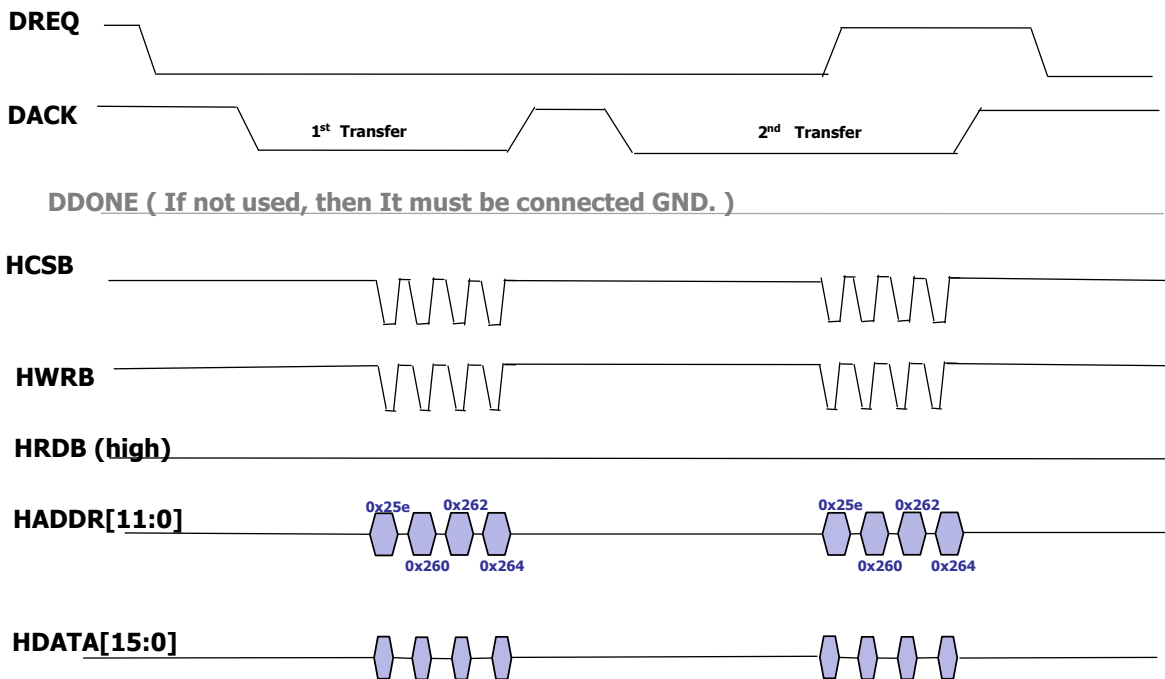 DREQ
DACK
1st Transfer
2nd Transfer
DDONE ( If not used, then It must be connected GND. )
HCSB
HWRB
HRDB (high)
HADDR[11:0]
0x25e
0x262
0x260
0x264
0x25e
0x262
0x260
0x264
HDATA[15:0]